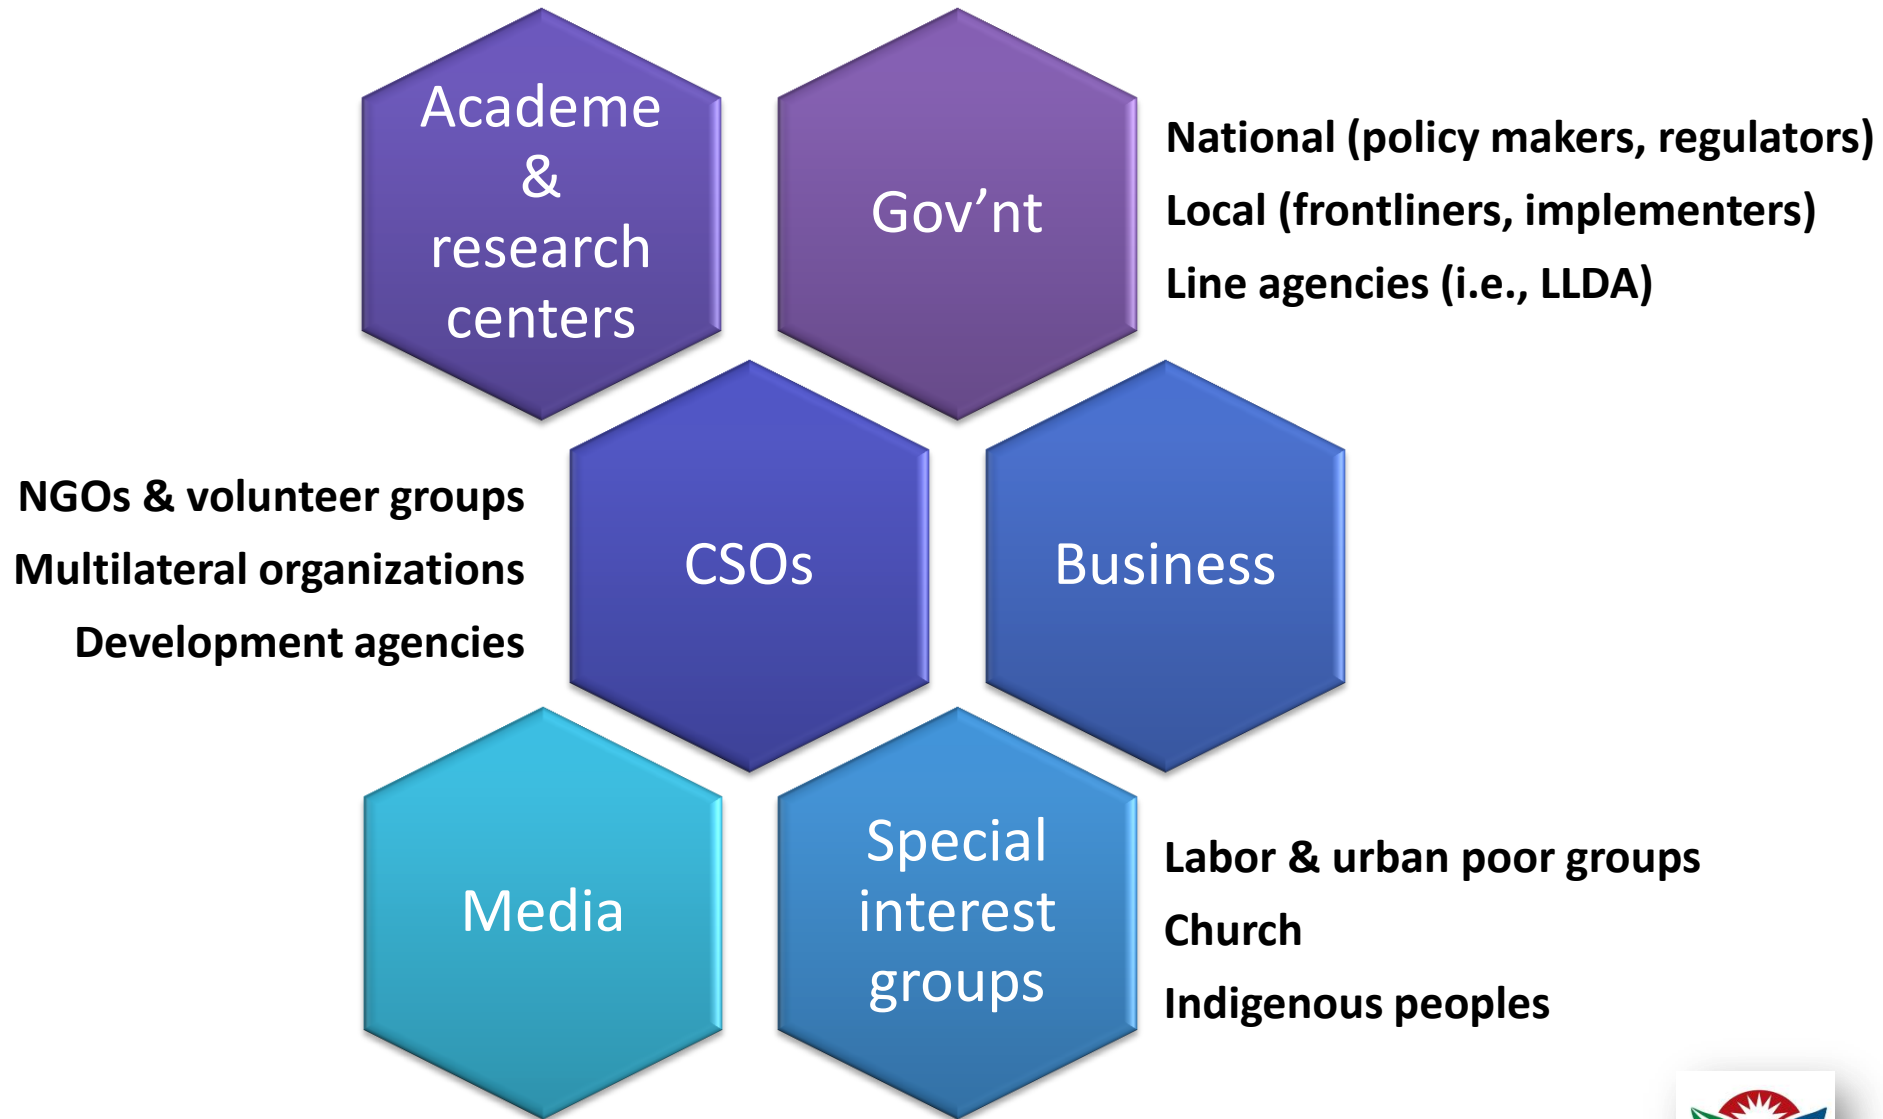 Academe
&
research
centers
Gov’nt
National (policy makers, regulators)
Local (frontliners, implementers)
Line agencies (i.e., LLDA)
NGOs & volunteer groups
Multilateral organizations
Development agencies
CSOs
Business
Media
Special
interest
groups
Labor & urban poor groups
Church
Indigenous peoples